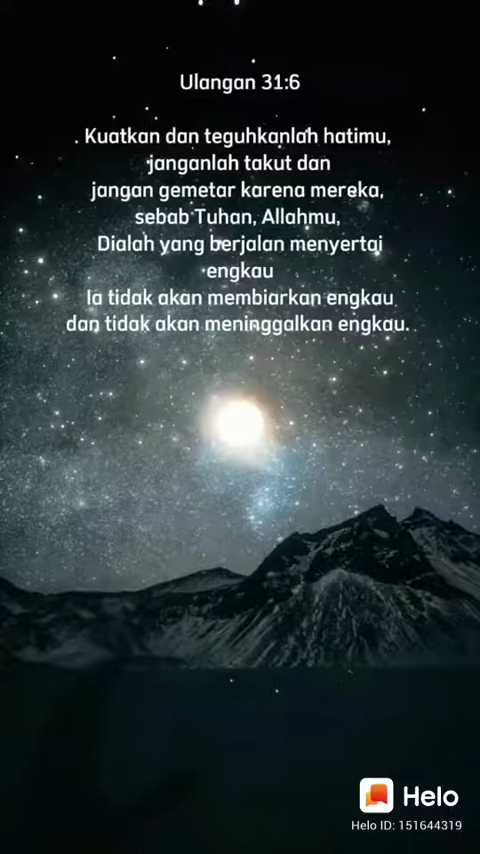 Ulangan 31:6
. Kuatkan dan teguhkanlah hatimu,
janganlah takut dan
jangan gemetar karena mereka,
sebab Tuhan, Allahmu,
Dialah yang berjalan menyertai
engkau
Ia tidak akan membiarkan engkau
dan tidak akan meninggalkan engkau.
Helo
Helo ID: 151644319